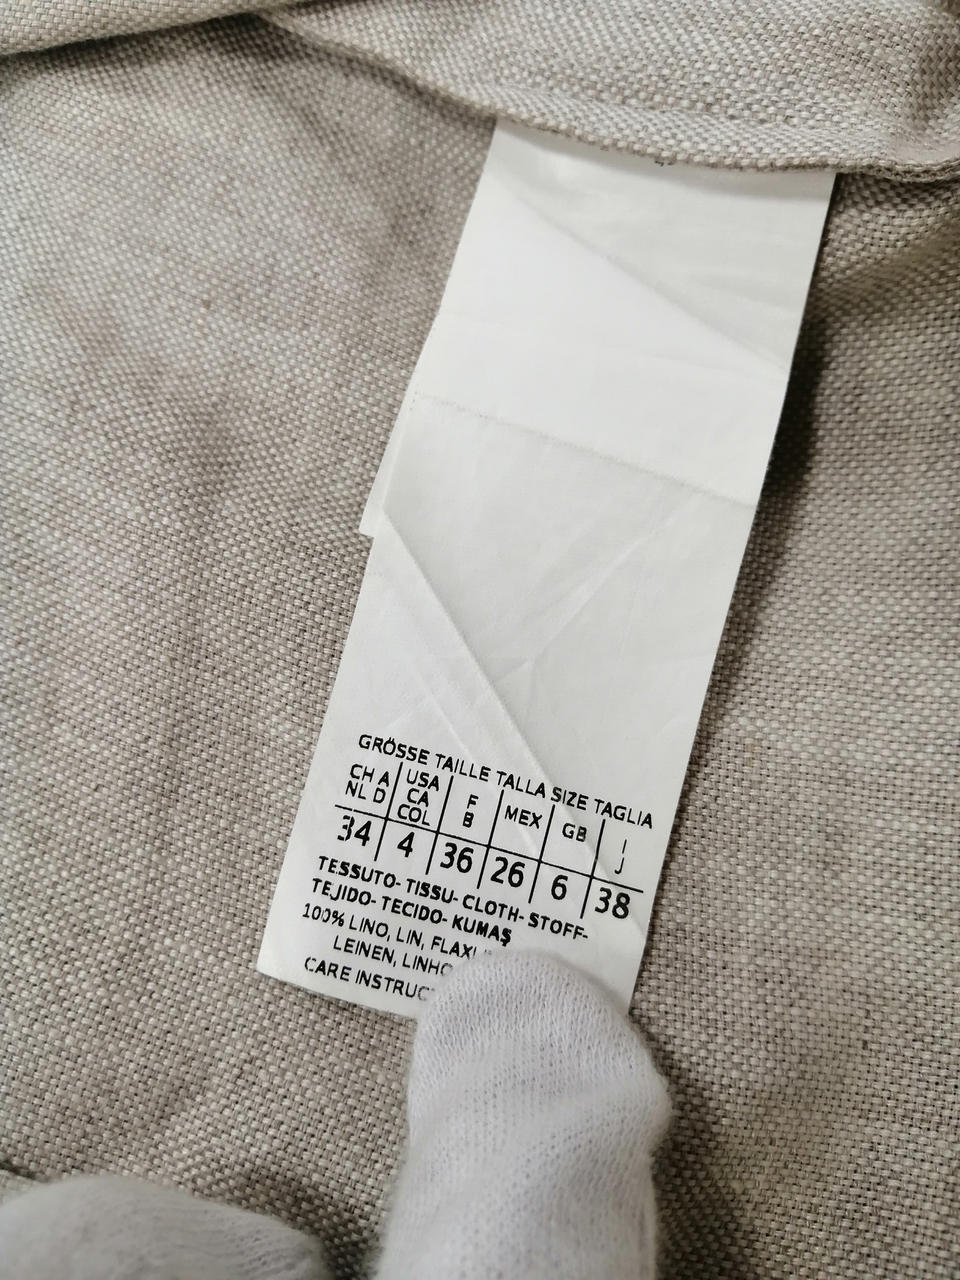 GRÖSSE TAILLE TALLA SIZE TAGLIA
CH A USA F MEX GB I
NL D CA B J
COL
34 4 36 26 6 38
TESSUTO- TISSU- CLOTH- STOFF-
TEJIDO- TECIDO- KUMAŞ
100% LINO, LIN, FLAX
LEINEN, LINHO
CARE INSTRUC